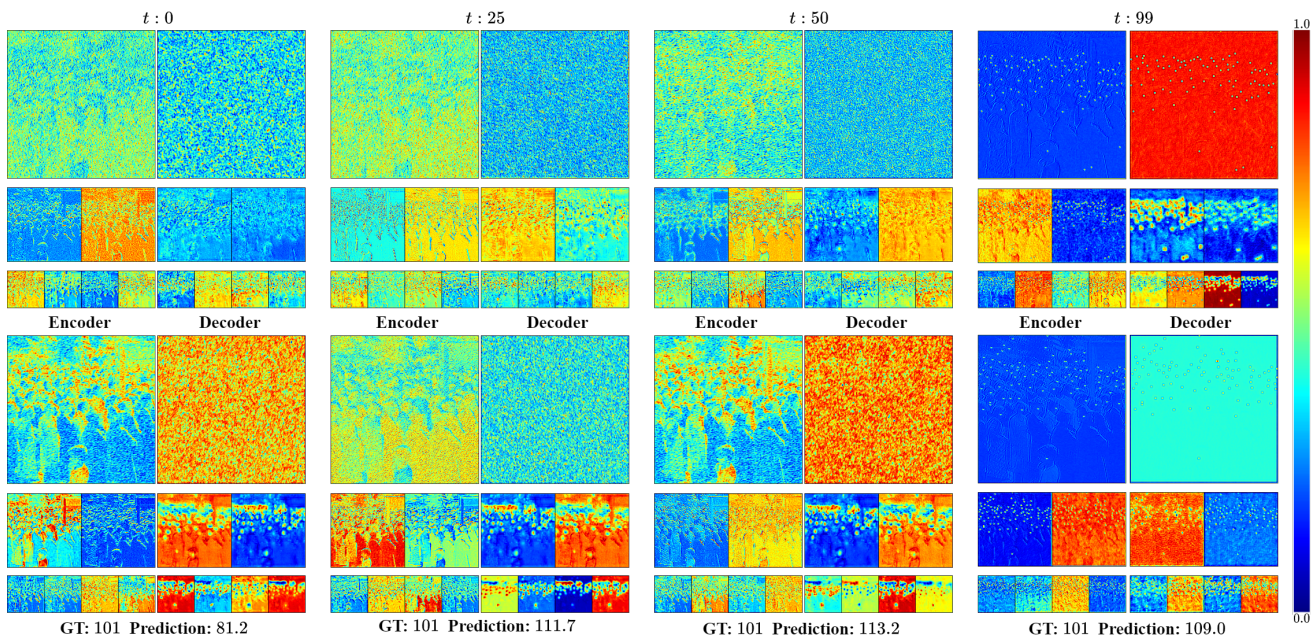 t : 0 t : 25 t : 50 t : 99
1.0
Encoder Decoder Encoder Decoder Encoder Decoder Encoder Decoder
0.0
GT: 101 Prediction: 81.2 GT: 101 Prediction: 111.7 GT: 101 Prediction: 113.2 GT: 101 Prediction: 109.0